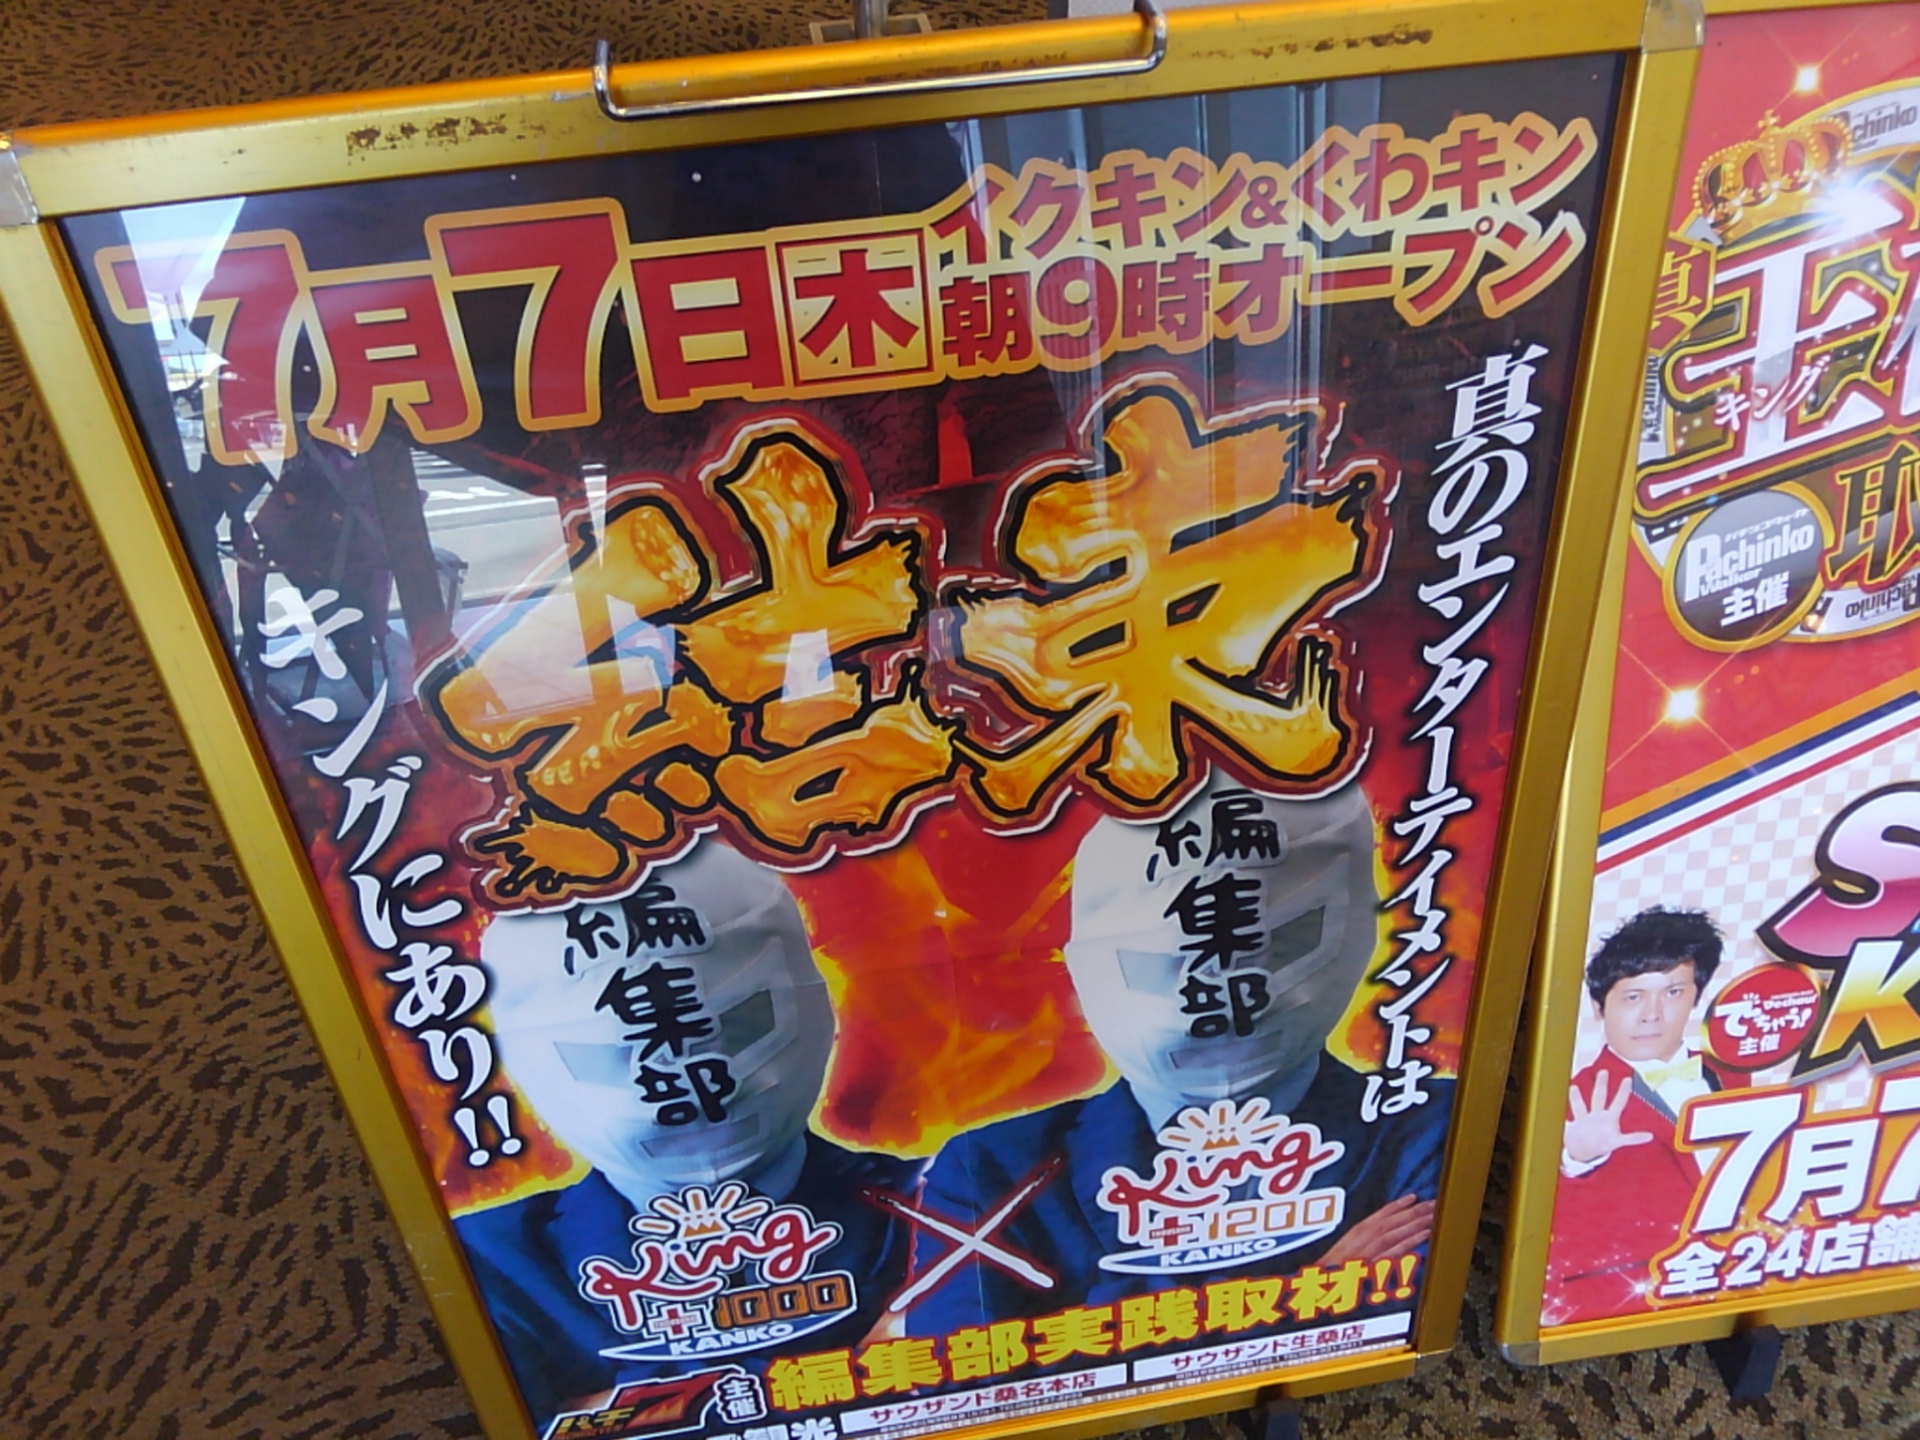 7月7日木
イクキン&くわキン
朝9時オープン
真のエンターテイメントは
結束
キングにあり!!
編集部
編集部
King
+1000
KANKO
×
King
+1200
KANKO
編集部実践取材!!
主催
サウザンド桑名本店
サウザンド生桑店
観光
キング
Pachinko
Walker
主催
取
でちゃう!
Dechau!
主催
7月7
全24店舗